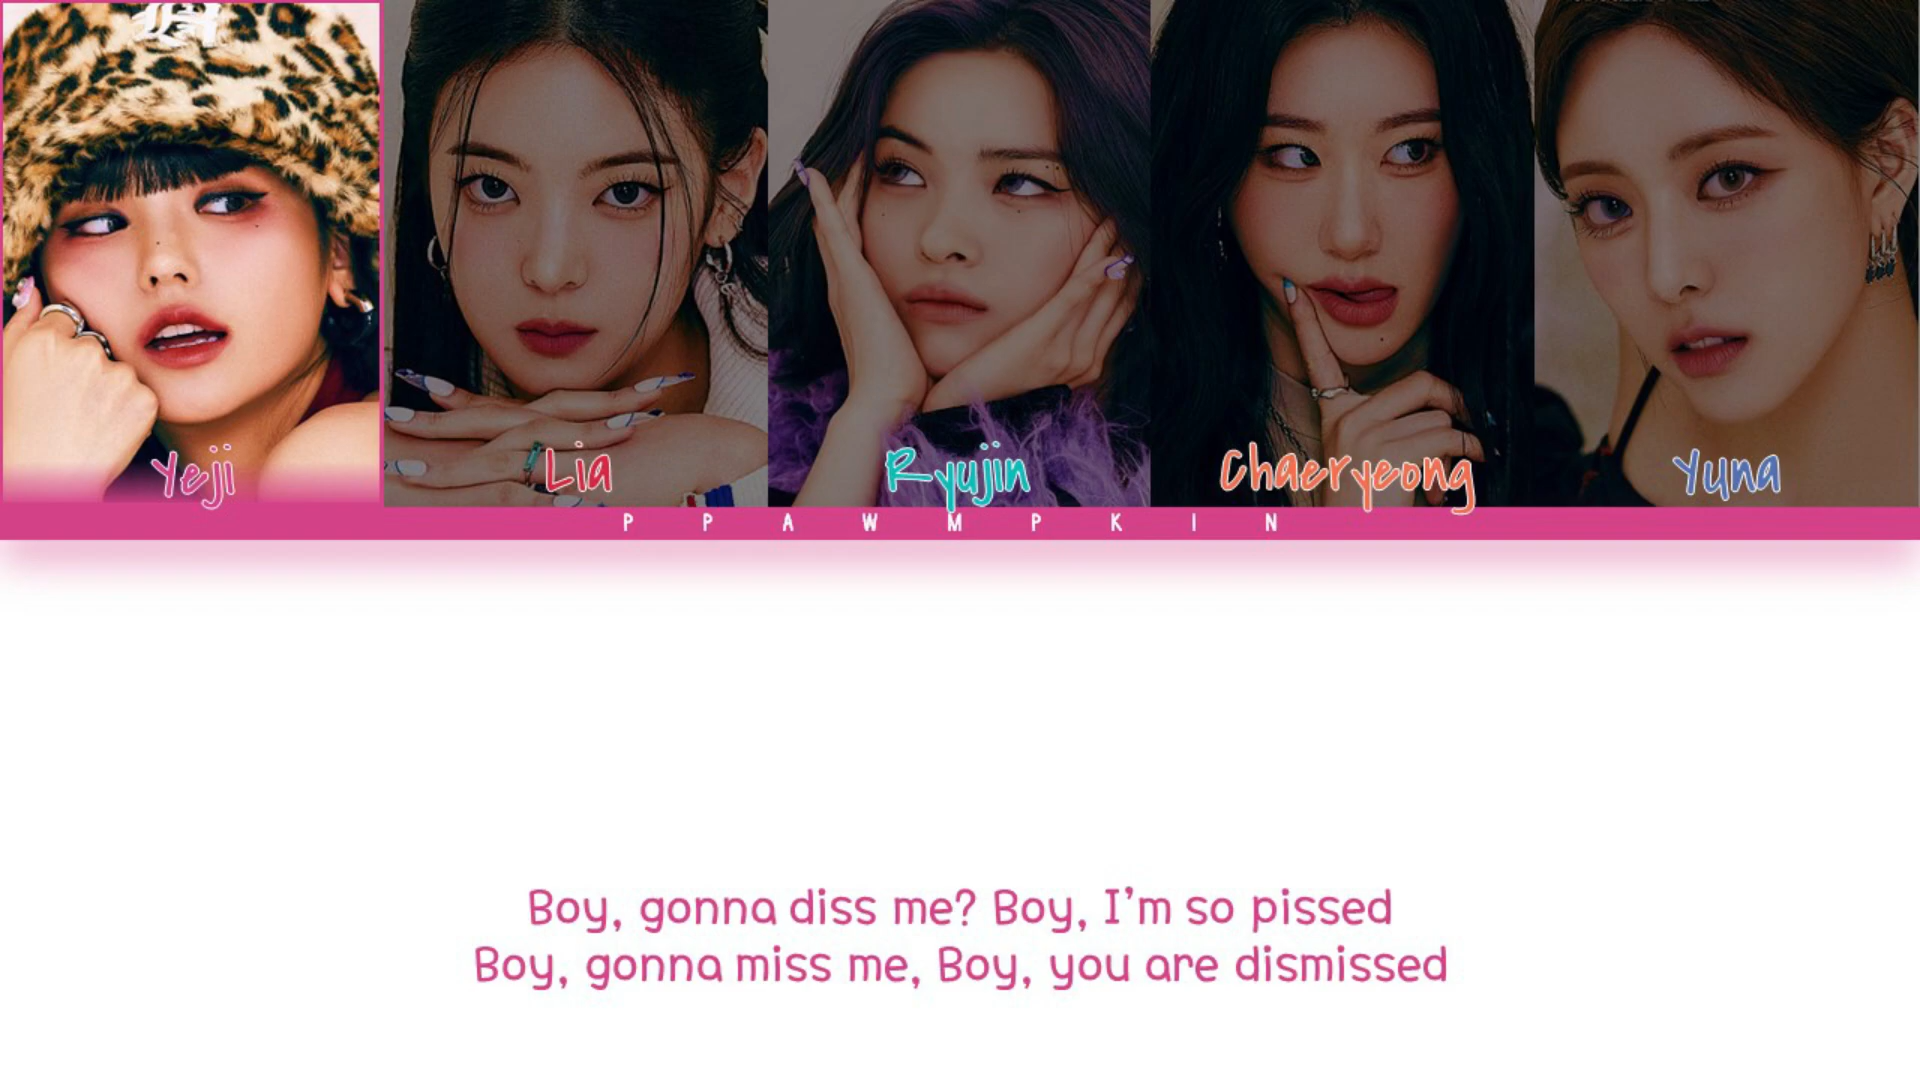 Yeji
Lia
Ryujin
Chaeryeong
Yuna
PPAWMPKIN
Boy, gonna diss me? Boy, I'm so pissed
Boy, gonna miss me, Boy, you are dismissed